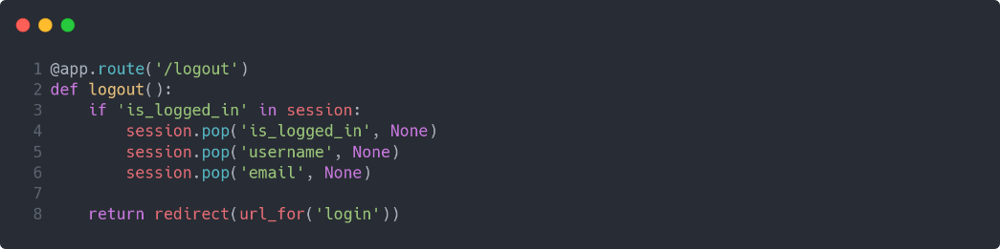 1 @app.route('/logout')
2 def logout():
3     if 'is_logged_in' in session:
4         session.pop('is_logged_in', None)
5         session.pop('username', None)
6         session.pop('email', None)
7
8     return redirect(url_for('login'))